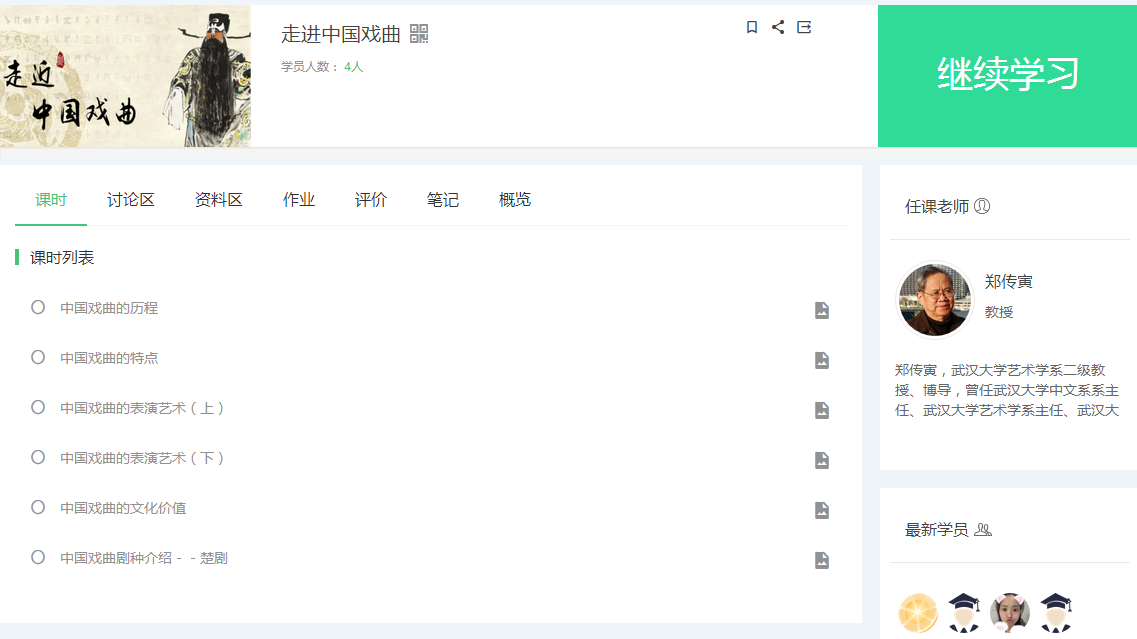 走近
中国戏曲
走进中国戏曲
学员人数： 4人
继续学习
课时 讨论区 资料区 作业 评价 笔记 概览
课时列表
中国戏曲的历程
中国戏曲的特点
中国戏曲的表演艺术（上）
中国戏曲的表演艺术（下）
中国戏曲的文化价值
中国戏曲剧种介绍－－楚剧
任课老师
郑传寅
教授
郑传寅，武汉大学艺术学系二级教
授、博导，曾任武汉大学中文系系主
任、武汉大学艺术学系主任、武汉大
最新学员